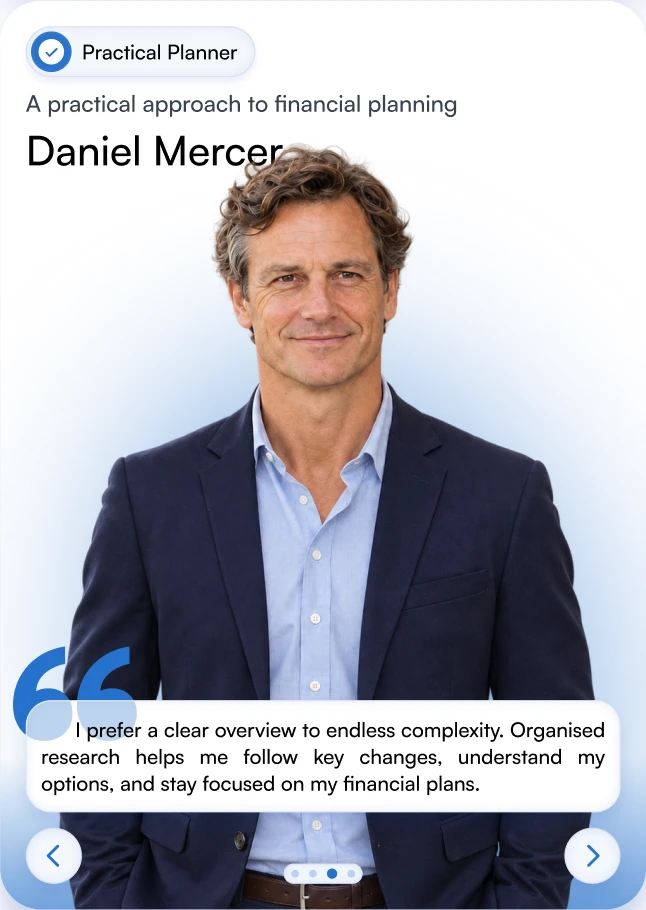 Practical Planner
A practical approach to financial planning
Daniel Mercer
I prefer a clear overview to endless complexity. Organised
research helps me follow key changes, understand my
options, and stay focused on my financial plans.